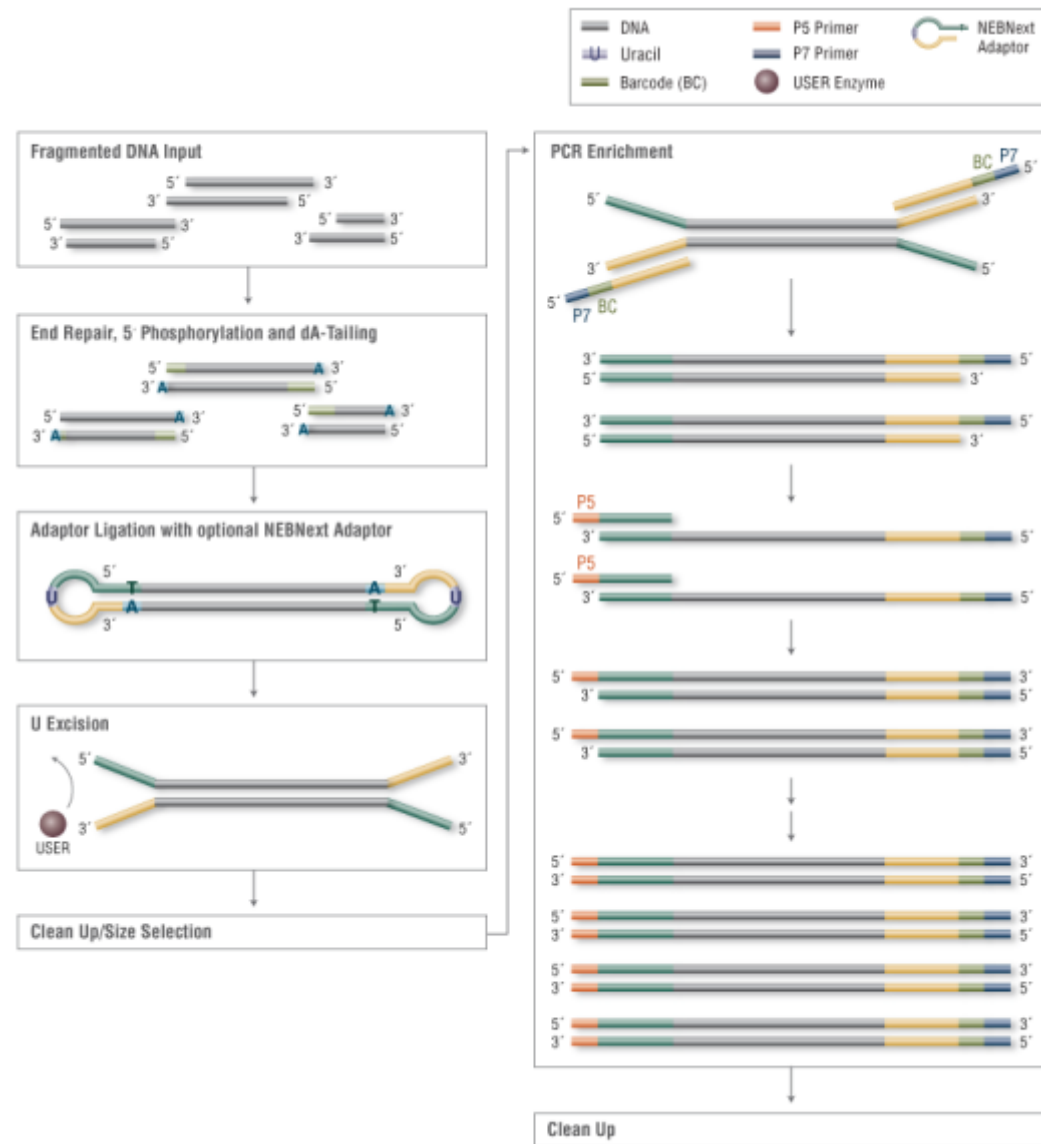 DNA
Uracil
U
Barcode (BC)
P5 Primer
P7 Primer
USER Enzyme
T
NEBNext
Adaptor
Fragmented DNA Input
5´ 3´
3´ 5´
5´ 3´
3´ 5´
5´ 3´
3´ 5´
End Repair, 5´ Phosphorylation and dA-Tailing
5´ A 3´
3´ A 5´
5´ A 3´
3´ A 5´
5´ A 3´
3´ A 5´
Adaptor Ligation with optional NEBNext Adaptor
5´ 3´
T A
U U
A T
3´ 5´
U Excision
5´ 3´
3´ 5´
USER
Clean Up/Size Selection
PCR Enrichment
BC P7
5´
5´ 3´
3´ 5´
5´
P7 BC
3´ 5´
5´ 3´
3´ 5´
5´ 3´
P5
5´
3´ 5´
P5
5´
3´ 5´
5´ 3´
3´ 5´
5´ 3´
3´ 5´
5´ 3´
3´ 5´
5´ 3´
3´ 5´
5´ 3´
3´ 5´
5´ 3´
3´ 5´
Clean Up